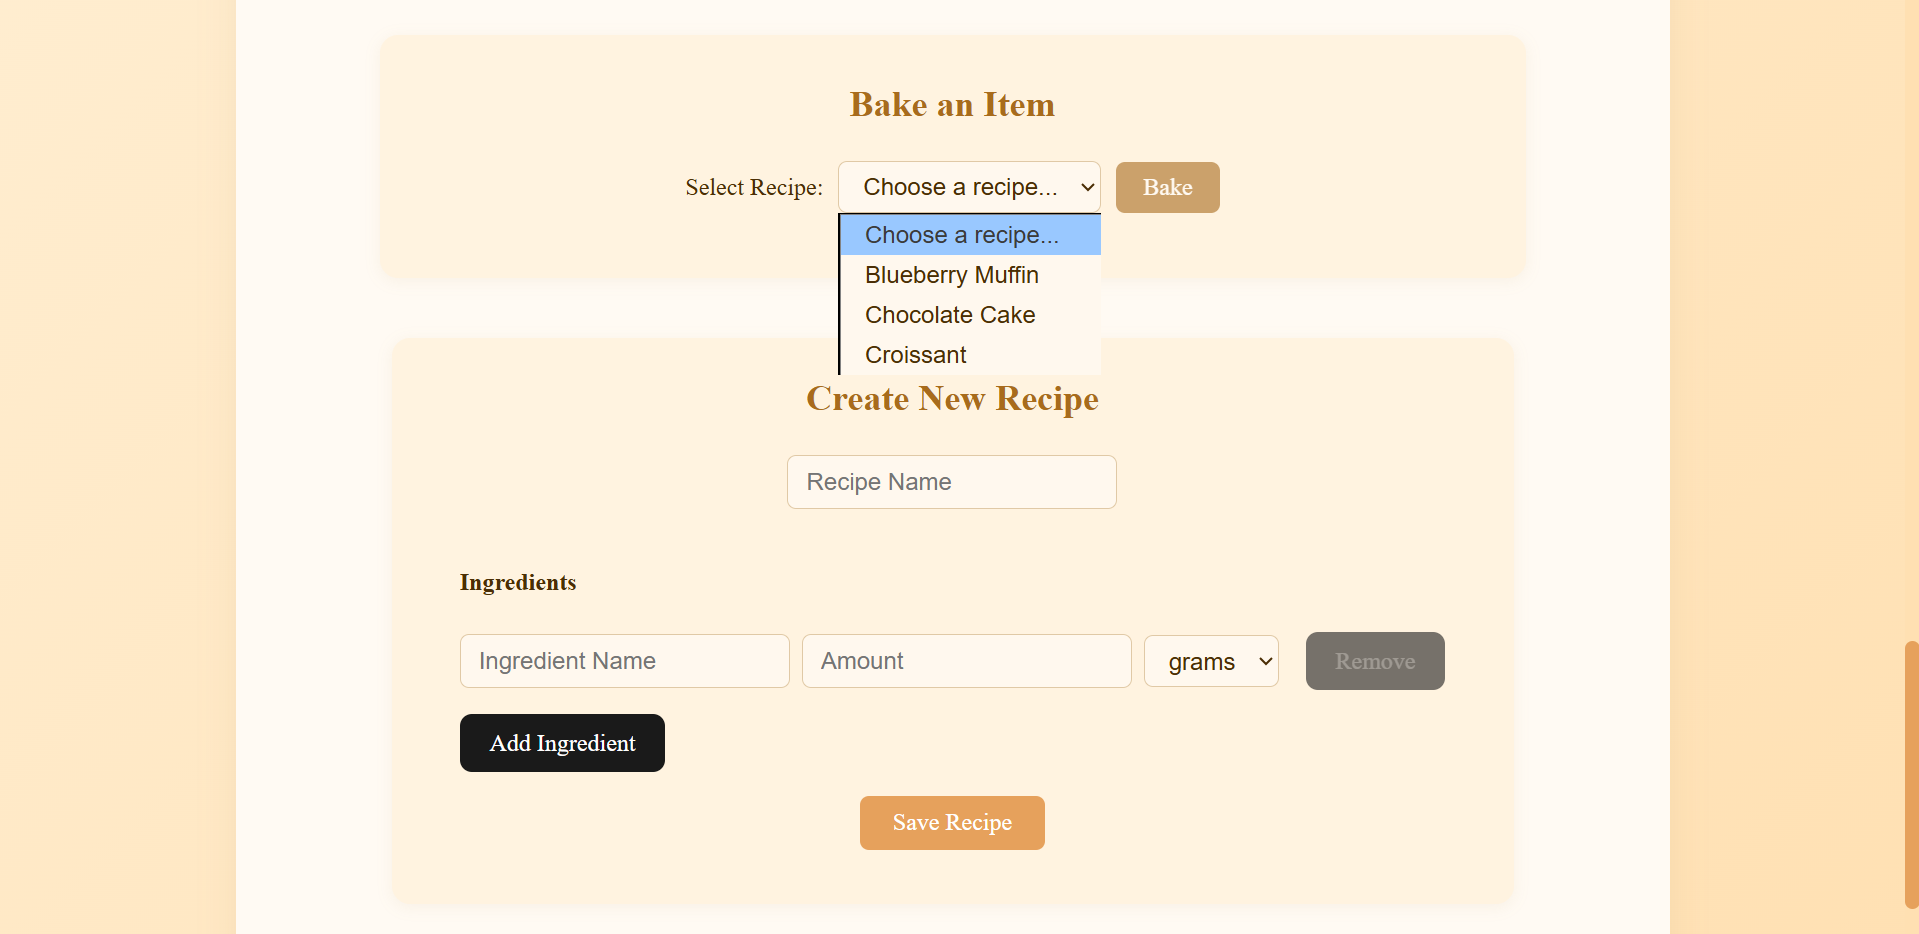 Bake an Item
Select Recipe: Choose a recipe... Bake
Choose a recipe...
Blueberry Muffin
Chocolate Cake
Croissant
Create New Recipe
Recipe Name
Ingredients
Ingredient Name Amount grams Remove
Add Ingredient
Save Recipe